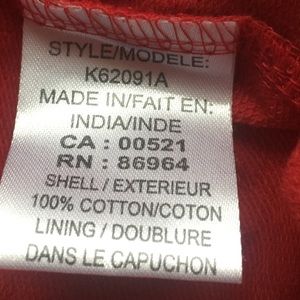 STYLE/MODÈLE:
K62091A
MADE IN/FAIT EN:
INDIA/INDE
CA : 00521
RN : 86964
SHELL / EXTERIEUR
100% COTTON/COTON
LINING / DOUBLURE
DANS LE CAPUCHON